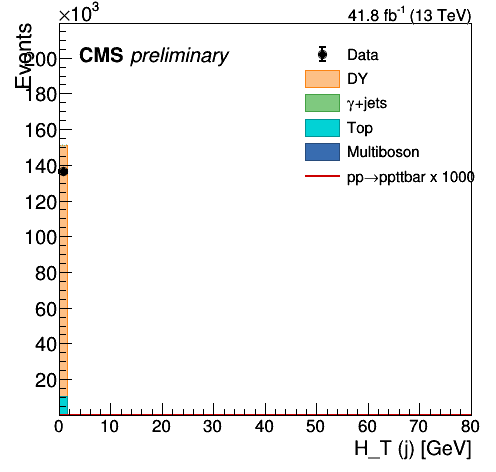 ×10³
41.8 fb⁻¹ (13 TeV)
Events
CMS preliminary
Data
DY
γ+jets
Top
Multiboson
pp→ppttbar x 1000
200
180
160
140
120
100
80
60
40
20
0 10 20 30 40 50 60 70 80
H_T (j) [GeV]